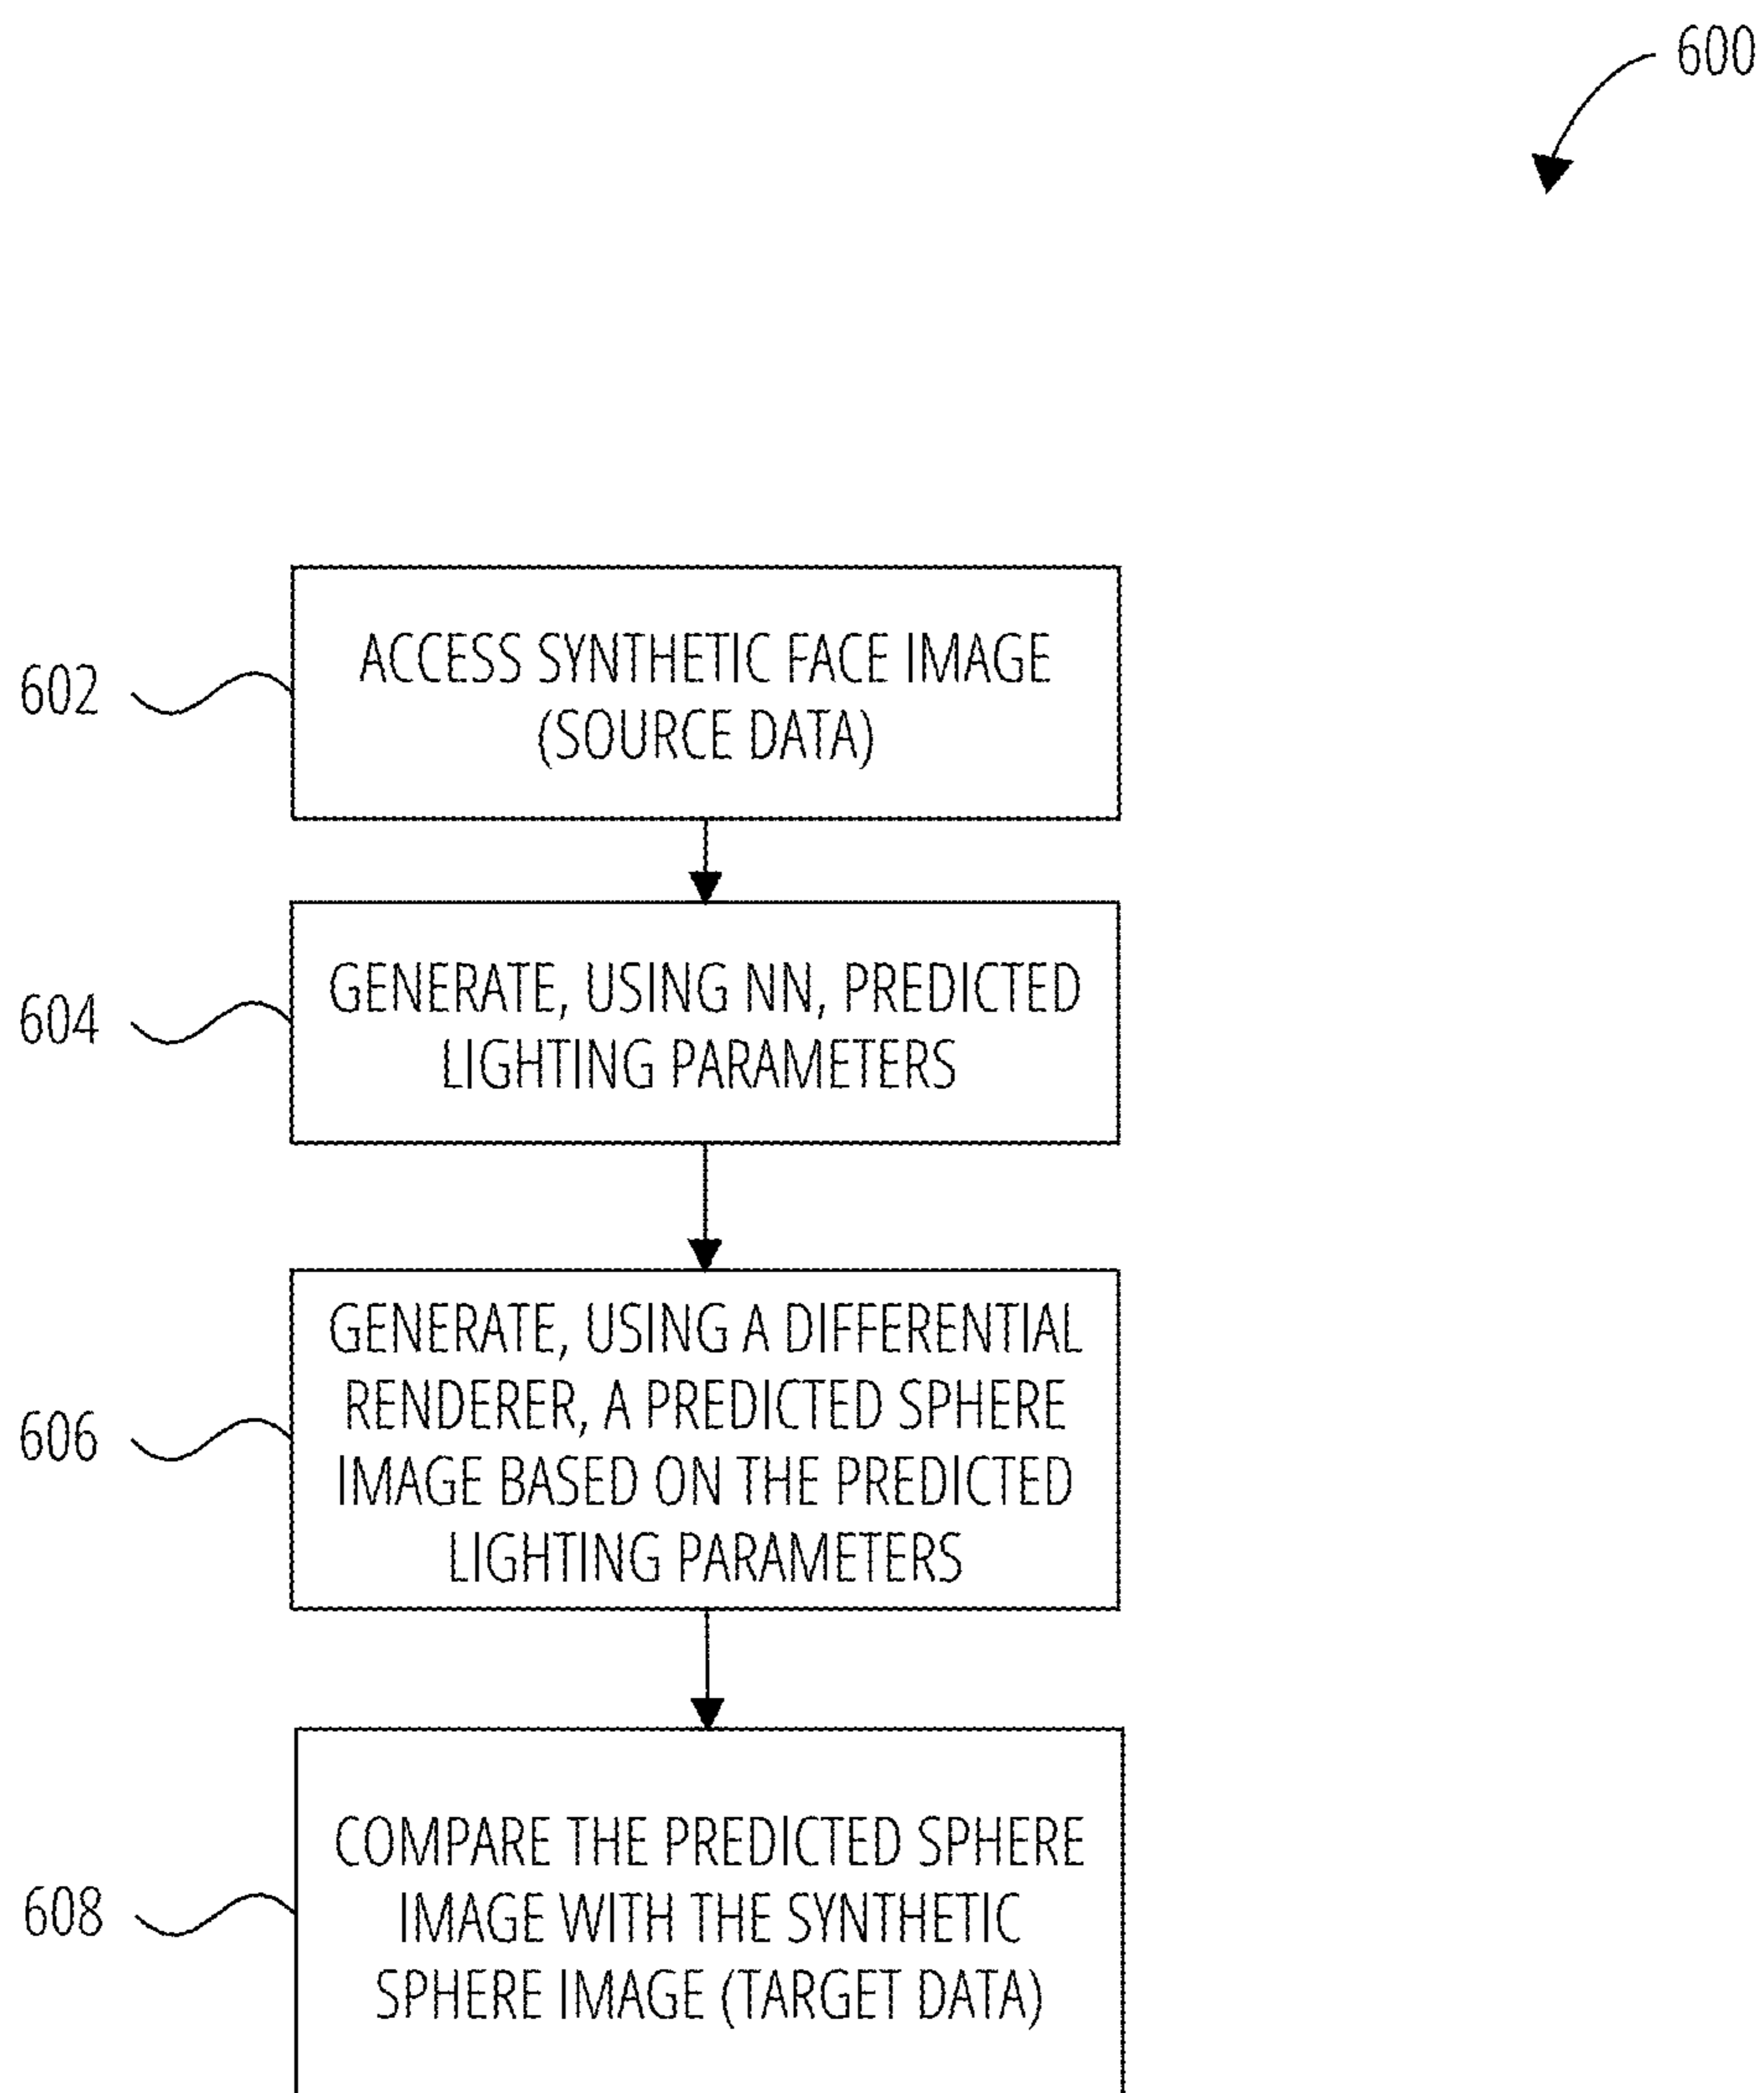 600
602
ACCESS SYNTHETIC FACE IMAGE
(SOURCE DATA)
604
GENERATE, USING NN, PREDICTED
LIGHTING PARAMETERS
606
GENERATE, USING A DIFFERENTIAL
RENDERER, A PREDICTED SPHERE
IMAGE BASED ON THE PREDICTED
LIGHTING PARAMETERS
608
COMPARE THE PREDICTED SPHERE
IMAGE WITH THE SYNTHETIC
SPHERE IMAGE (TARGET DATA)